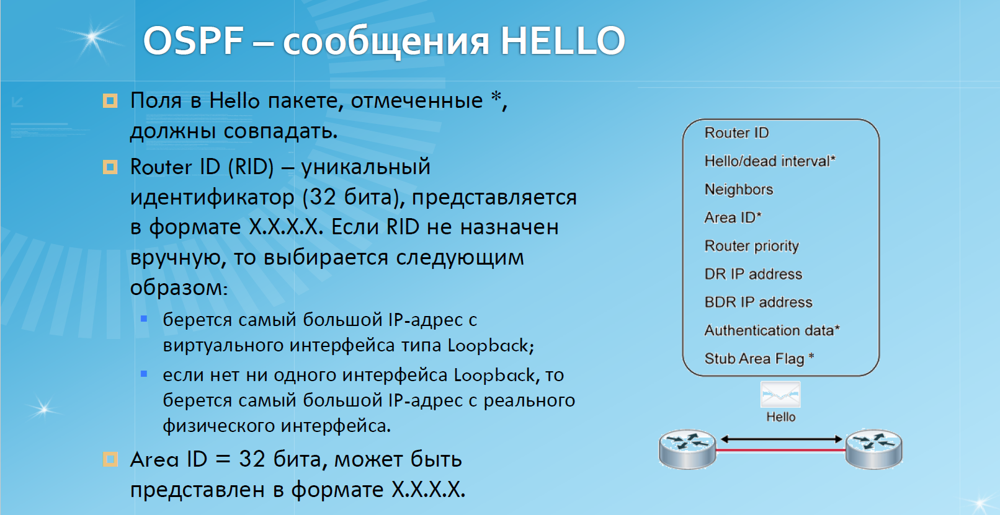 OSPF – сообщения HELLO
Поля в Hello пакете, отмеченные *,
должны совпадать.
Router ID (RID) – уникальный
идентификатор (32 бита), представляется
в формате X.X.X.X. Если RID не назначен
вручную, то выбирается следующим
образом:
берется самый большой IP-адрес с
виртуального интерфейса типа Loopback;
если нет ни одного интерфейса Loopback, то
берется самый большой IP-адрес с реального
физического интерфейса.
Area ID = 32 бита, может быть
представлен в формате X.X.X.X.
Router ID
Hello/dead interval*
Neighbors
Area ID*
Router priority
DR IP address
BDR IP address
Authentication data*
Stub Area Flag *
Hello